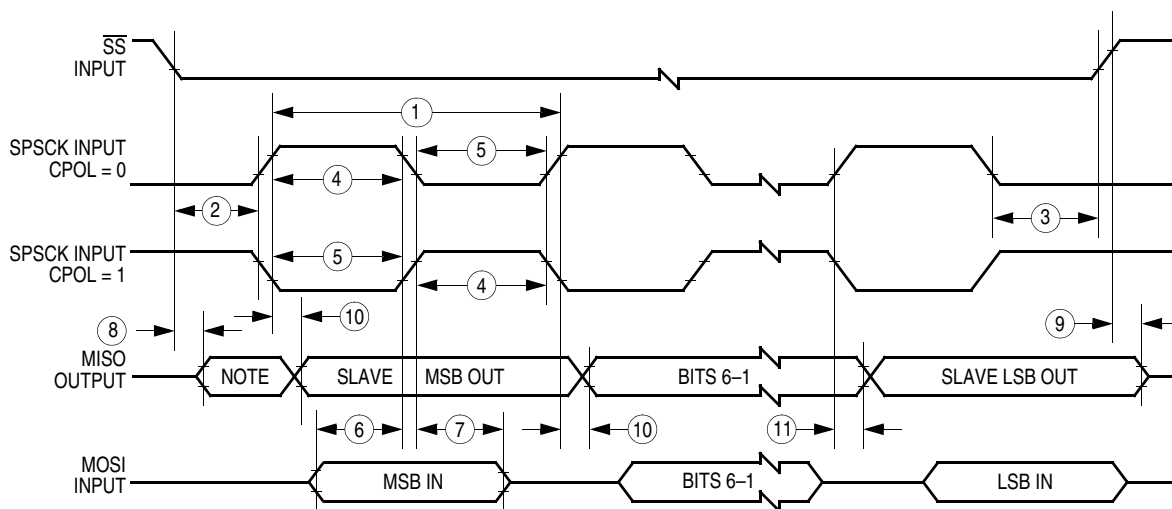 SS
INPUT
1
SPSCK INPUT
CPOL = 0
5
4
2
3
SPSCK INPUT
CPOL = 1
5
4
8
10
9
MISO
OUTPUT
NOTE
SLAVE MSB OUT
BITS 6–1
SLAVE LSB OUT
6
7
10
11
MOSI
INPUT
MSB IN
BITS 6–1
LSB IN